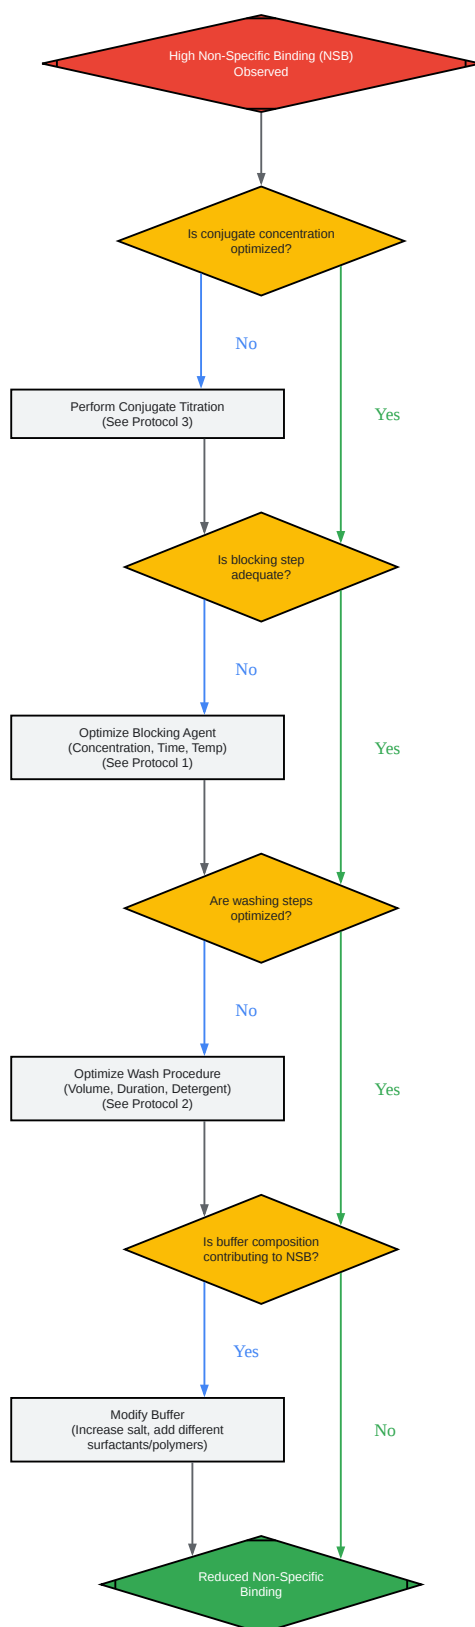 High Non-Specific Binding (NSB)
Observed
Is conjugate concentration
optimized?
No
Yes
Perform Conjugate Titration
(See Protocol 3)
Is blocking step
adequate?
No
Yes
Optimize Blocking Agent
(Concentration, Time, Temp)
(See Protocol 1)
Are washing steps
optimized?
No
Yes
Optimize Wash Procedure
(Volume, Duration, Detergent)
(See Protocol 2)
Is buffer composition
contributing to NSB?
Yes
No
Modify Buffer
(Increase salt, add different
surfactants/polymers)
Reduced Non-Specific
Binding